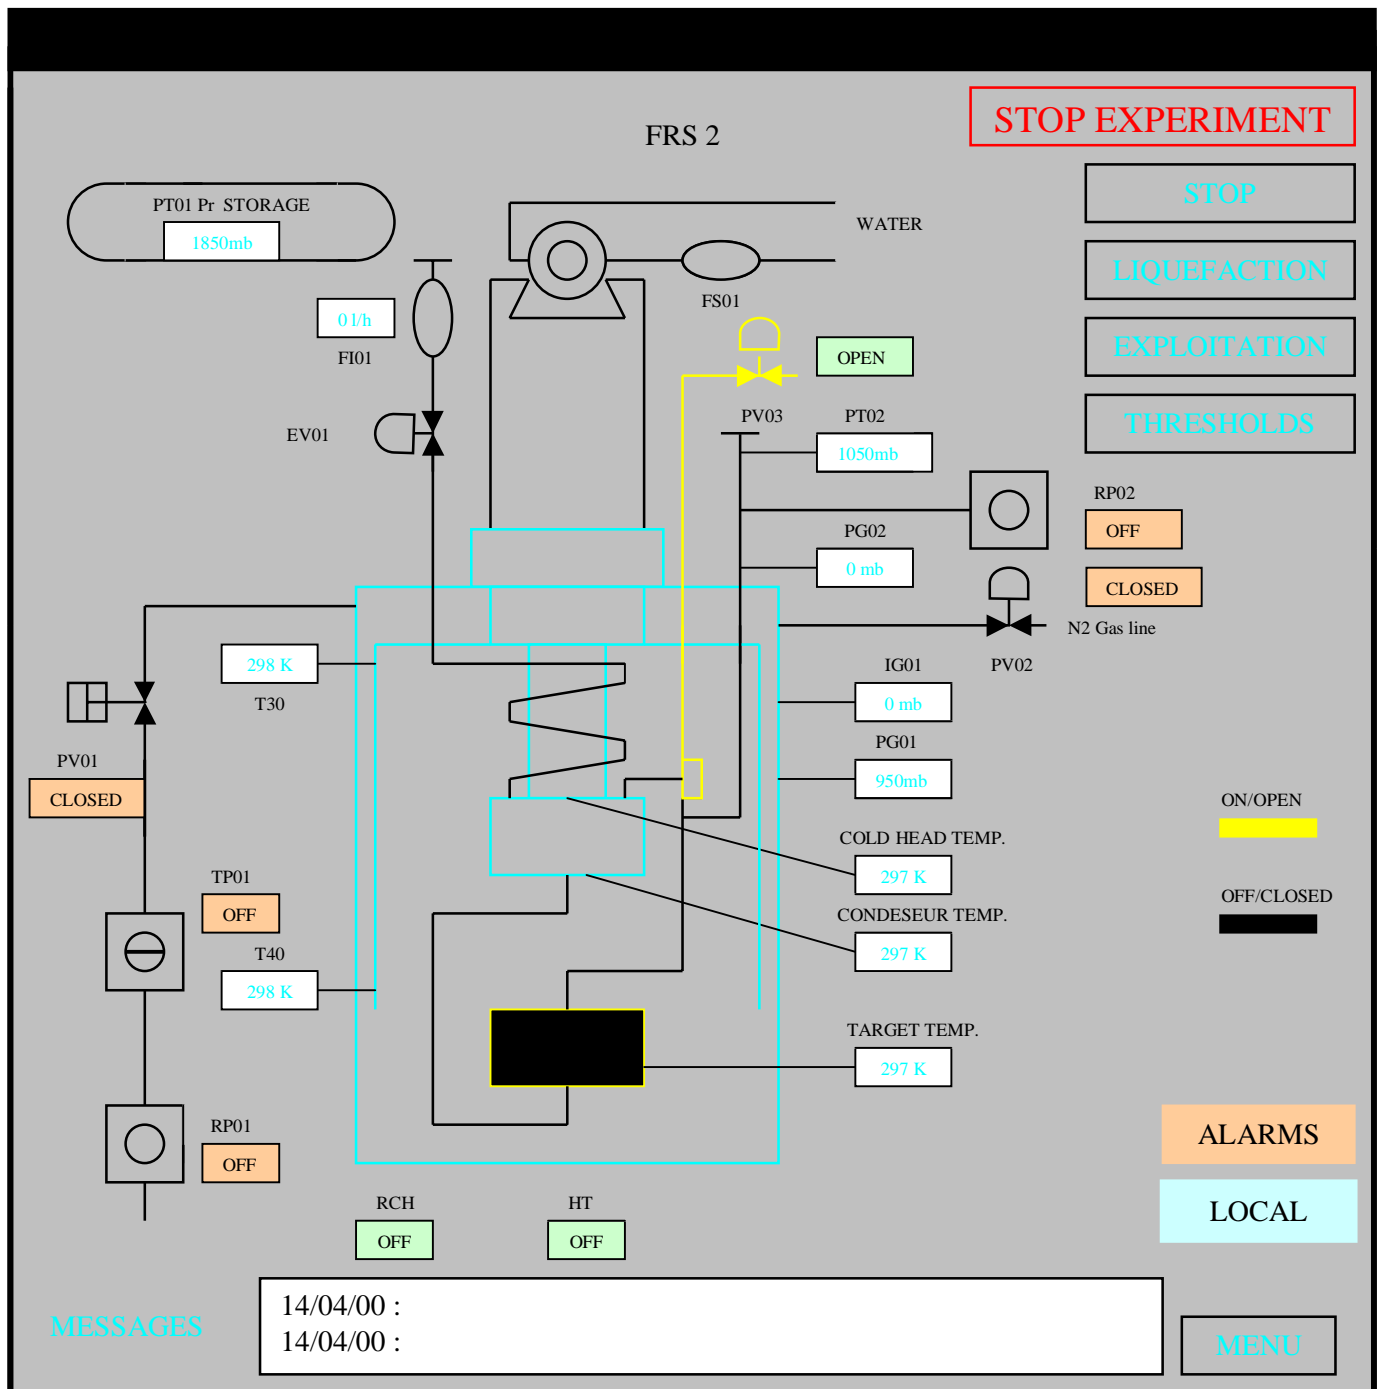 STOP EXPERIMENT
FRS 2
STOP
PT01 Pr STORAGE
1850mb
WATER
LIQUEFACTION
FS01
0 l/h
FI01
OPEN
EXPLOITATION
EV01
PV03
PT02
THRESHOLDS
1050mb
RP02
OFF
PG02
0 mb
CLOSED
N2 Gas line
298 K
T30
IG01
PV02
0 mb
PG01
PV01
950mb
CLOSED
ON/OPEN
COLD HEAD TEMP.
297 K
TP01
OFF
OFF/CLOSED
CONDESEUR TEMP.
T40
297 K
298 K
TARGET TEMP.
297 K
RP01
OFF
ALARMS
RCH
HT
LOCAL
OFF
OFF
14/04/00 :
MESSAGES
14/04/00 :
MENU